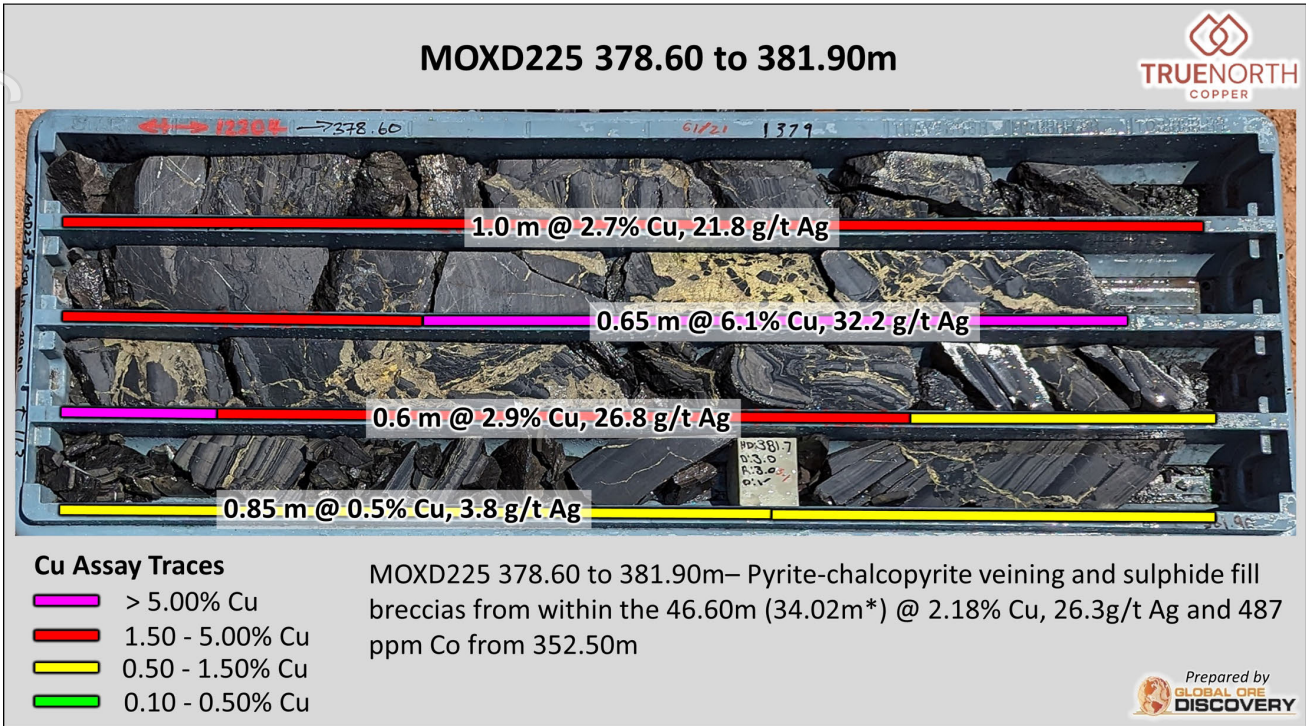 MOXD225 378.60 to 381.90m
TRUENORTH
COPPER
→378.60
1379
1.0 m @ 2.7% Cu, 21.8 g/t Ag
0.65 m @ 6.1% Cu, 32.2 g/t Ag
0.6 m @ 2.9% Cu, 26.8 g/t Ag
HD:381.7
D:3.0
0.85 m @ 0.5% Cu, 3.8 g/t Ag
Cu Assay Traces
> 5.00% Cu
1.50 - 5.00% Cu
0.50 - 1.50% Cu
0.10 - 0.50% Cu
MOXD225 378.60 to 381.90m– Pyrite-chalcopyrite veining and sulphide fill
breccias from within the 46.60m (34.02m*) @ 2.18% Cu, 26.3g/t Ag and 487
ppm Co from 352.50m
Prepared by
GLOBAL ORE
DISCOVERY